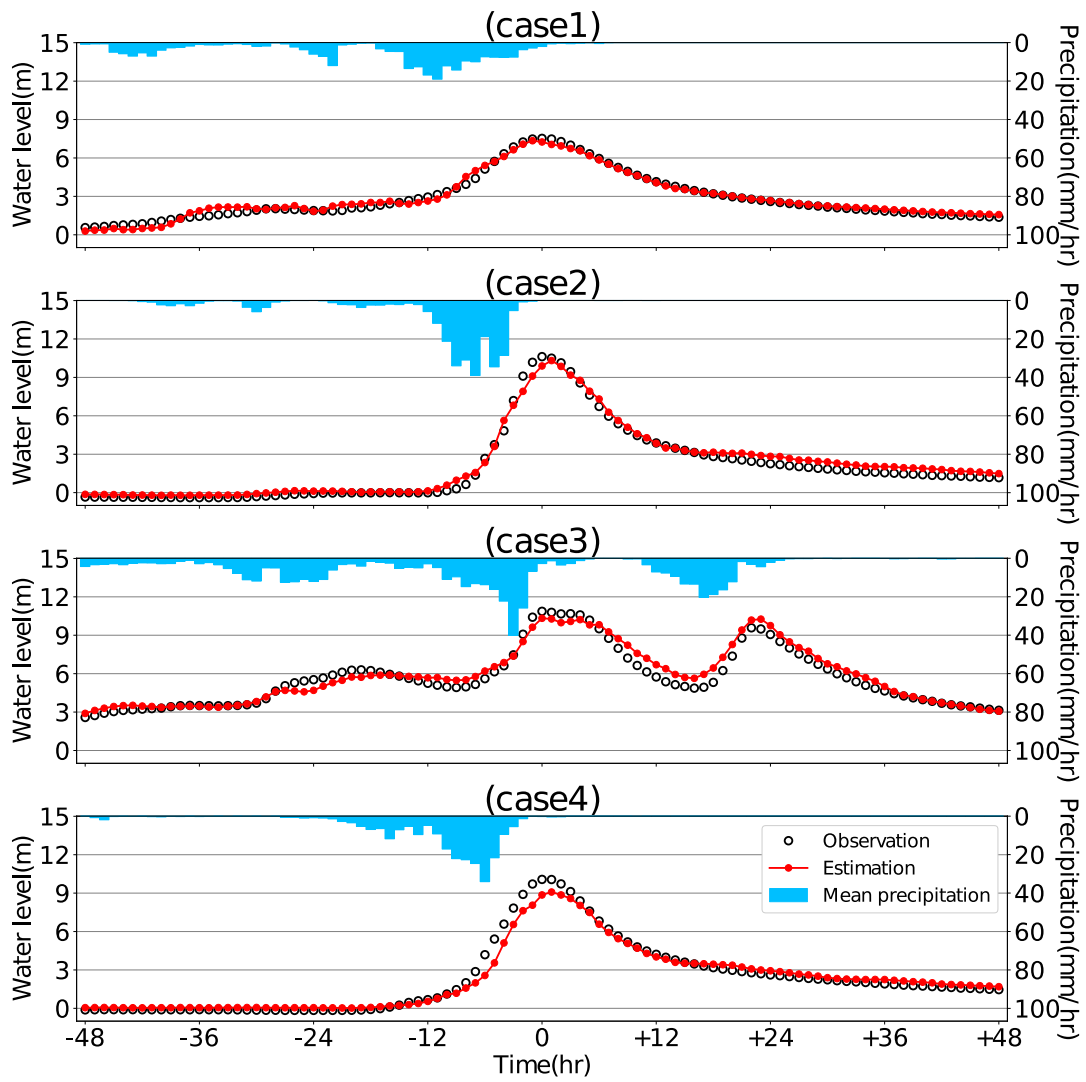 (case1)
Water level(m)
15
12
9
6
3
0
0
20
40
60
80
100
Precipitation(mm/hr)
(case2)
Water level(m)
15
12
9
6
3
0
0
20
40
60
80
100
Precipitation(mm/hr)
(case3)
Water level(m)
15
12
9
6
3
0
0
20
40
60
80
100
Precipitation(mm/hr)
(case4)
Water level(m)
15
12
9
6
3
0
0
20
40
60
80
100
Precipitation(mm/hr)
Observation
Estimation
Mean precipitation
-48 -36 -24 -12 0 +12 +24 +36 +48
Time(hr)